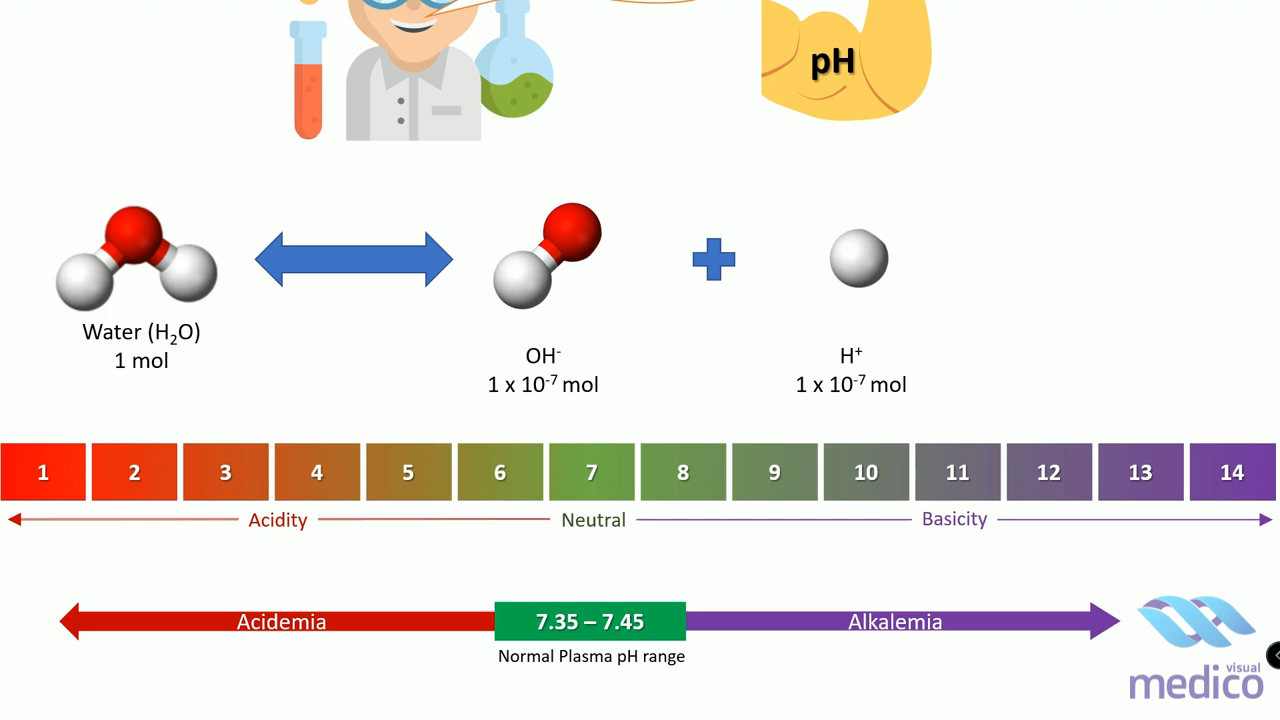 pH
Water (H₂O)
1 mol
OH⁻
1 x 10⁻⁷ mol
H⁺
1 x 10⁻⁷ mol
1 2 3 4 5 6 7 8 9 10 11 12 13 14
Acidity Neutral Basicity
Acidemia 7.35 – 7.45 Alkalemia
Normal Plasma pH range
visual
medico